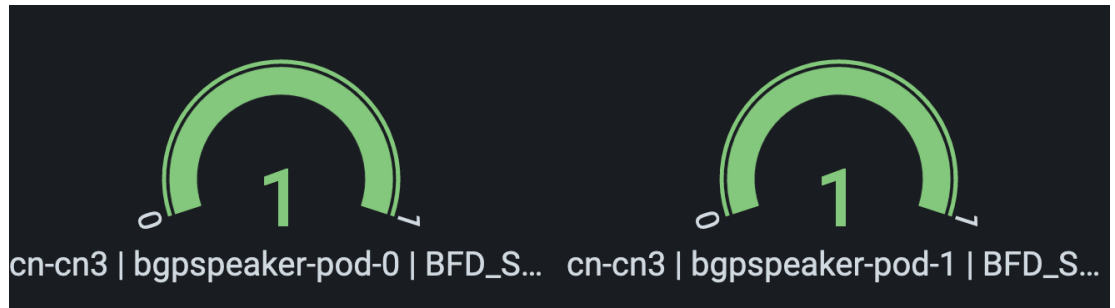 1
0 1
cn-cn3 | bgpspeaker-pod-0 | BFD_S...
1
0 1
cn-cn3 | bgpspeaker-pod-1 | BFD_S...